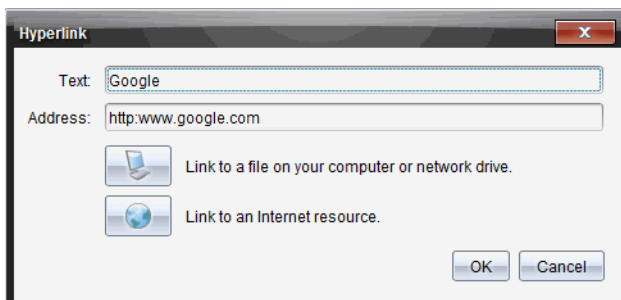 Hyperlink
Text: Google
Address: http:www.google.com
Link to a file on your computer or network drive.
Link to an Internet resource.
OK Cancel